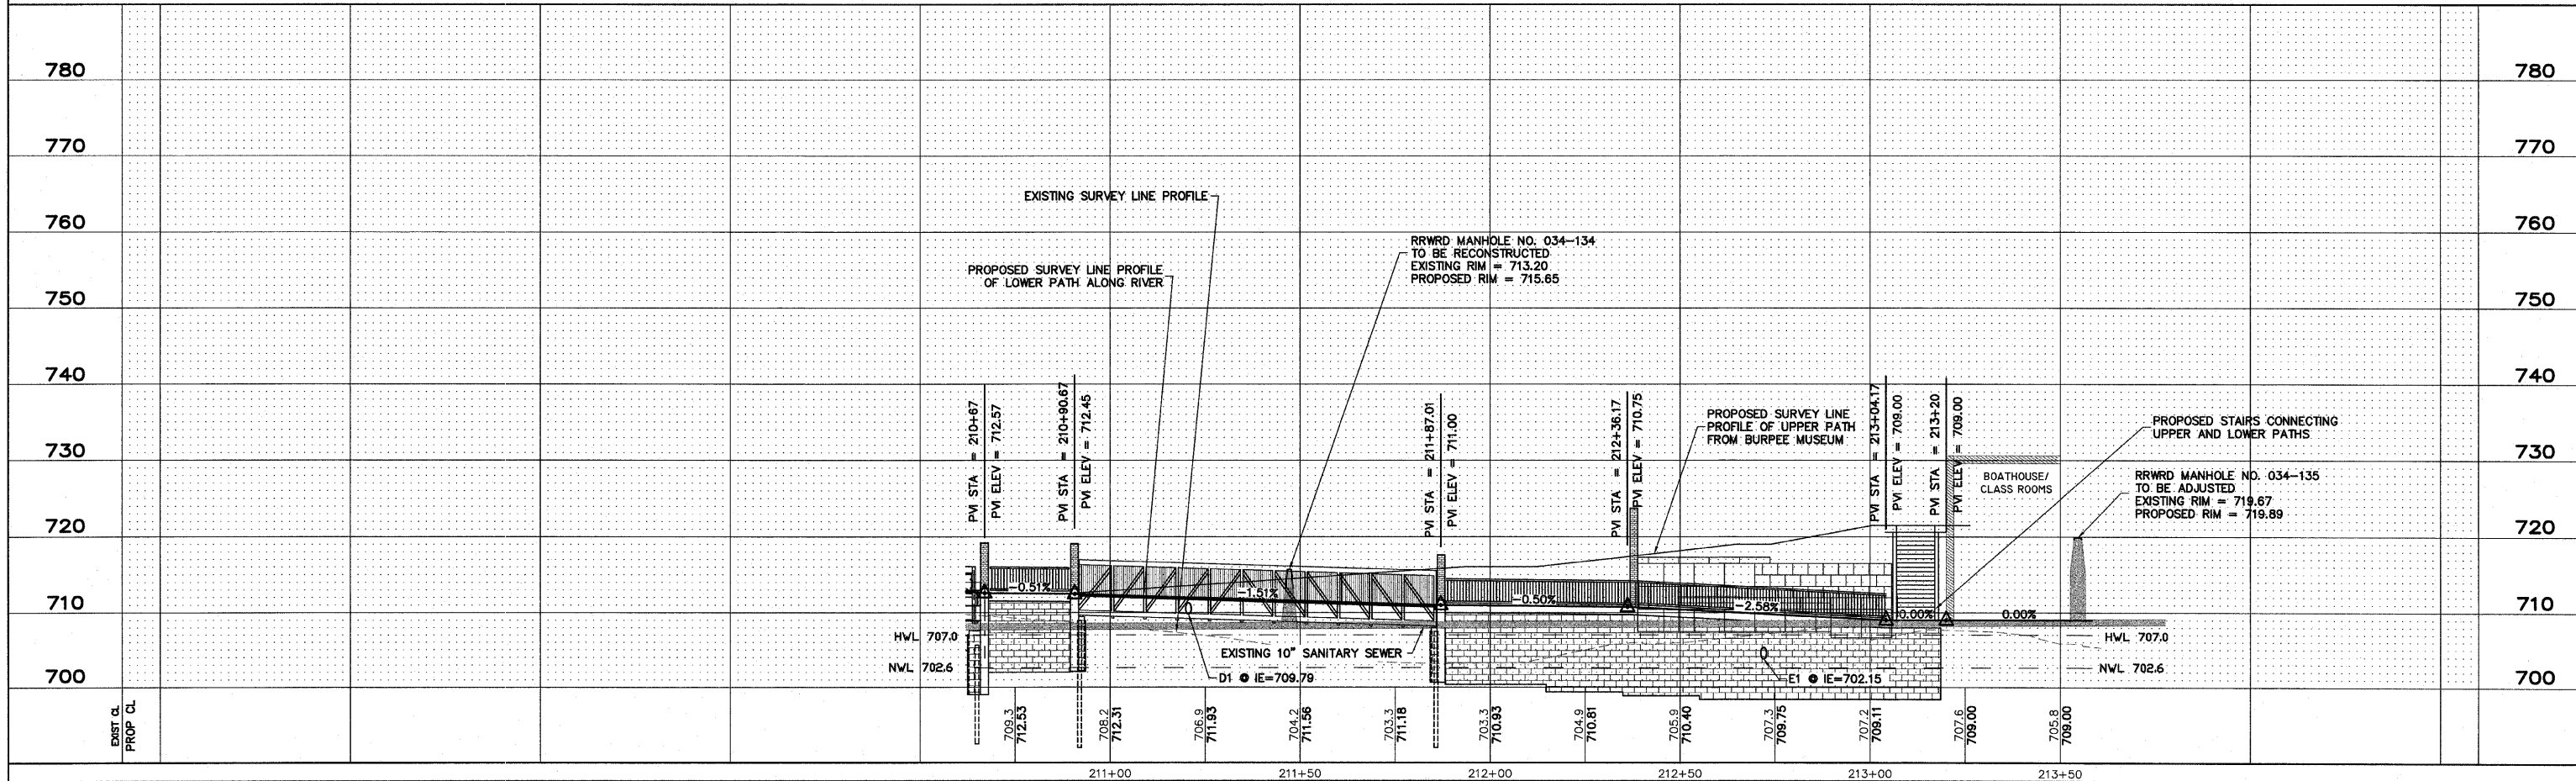 780 780
770 770
760 760
750 750
740 740
730 730
720 720
710 710
700 700
EXISTING SURVEY LINE PROFILE
PROPOSED SURVEY LINE PROFILE
OF LOWER PATH ALONG RIVER
RRWRD MANHOLE NO. 034-134
TO BE RECONSTRUCTED
EXISTING RIM = 713.20
PROPOSED RIM = 715.65
PVI STA = 210+67
PVI ELEV = 712.57
PVI STA = 210+90.67
PVI ELEV = 712.45
PVI STA = 211+87.01
PVI ELEV = 711.00
PVI STA = 212+36.17
PVI ELEV = 710.75
PROPOSED SURVEY LINE
PROFILE OF UPPER PATH
FROM BURPEE MUSEUM
PVI STA = 213+04.17
PVI ELEV = 709.00
PVI STA = 213+20
PVI ELEV = 709.00
BOATHOUSE/
CLASS ROOMS
PROPOSED STAIRS CONNECTING
UPPER AND LOWER PATHS
RRWRD MANHOLE NO. 034-135
TO BE ADJUSTED
EXISTING RIM = 719.67
PROPOSED RIM = 719.89
-0.51%
-1.51%
-0.50%
-2.58%
0.00%
0.00%
HWL 707.0
NWL 702.6
EXISTING 10" SANITARY SEWER
D1 @ IE=709.79
E1 @ IE=702.15
HWL 707.0
NWL 702.6
EXIST CL
PROP CL
709.3
712.53
708.2
712.31
706.9
711.93
704.2
711.56
703.3
711.18
703.3
710.93
704.9
710.81
705.9
710.40
707.3
709.75
707.2
709.11
707.6
709.00
705.8
709.00
211+00 211+50 212+00 212+50 213+00 213+50